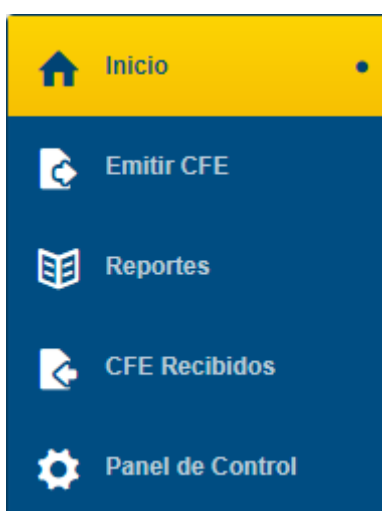 Inicio
Emitir CFE
Reportes
CFE Recibidos
Panel de Control